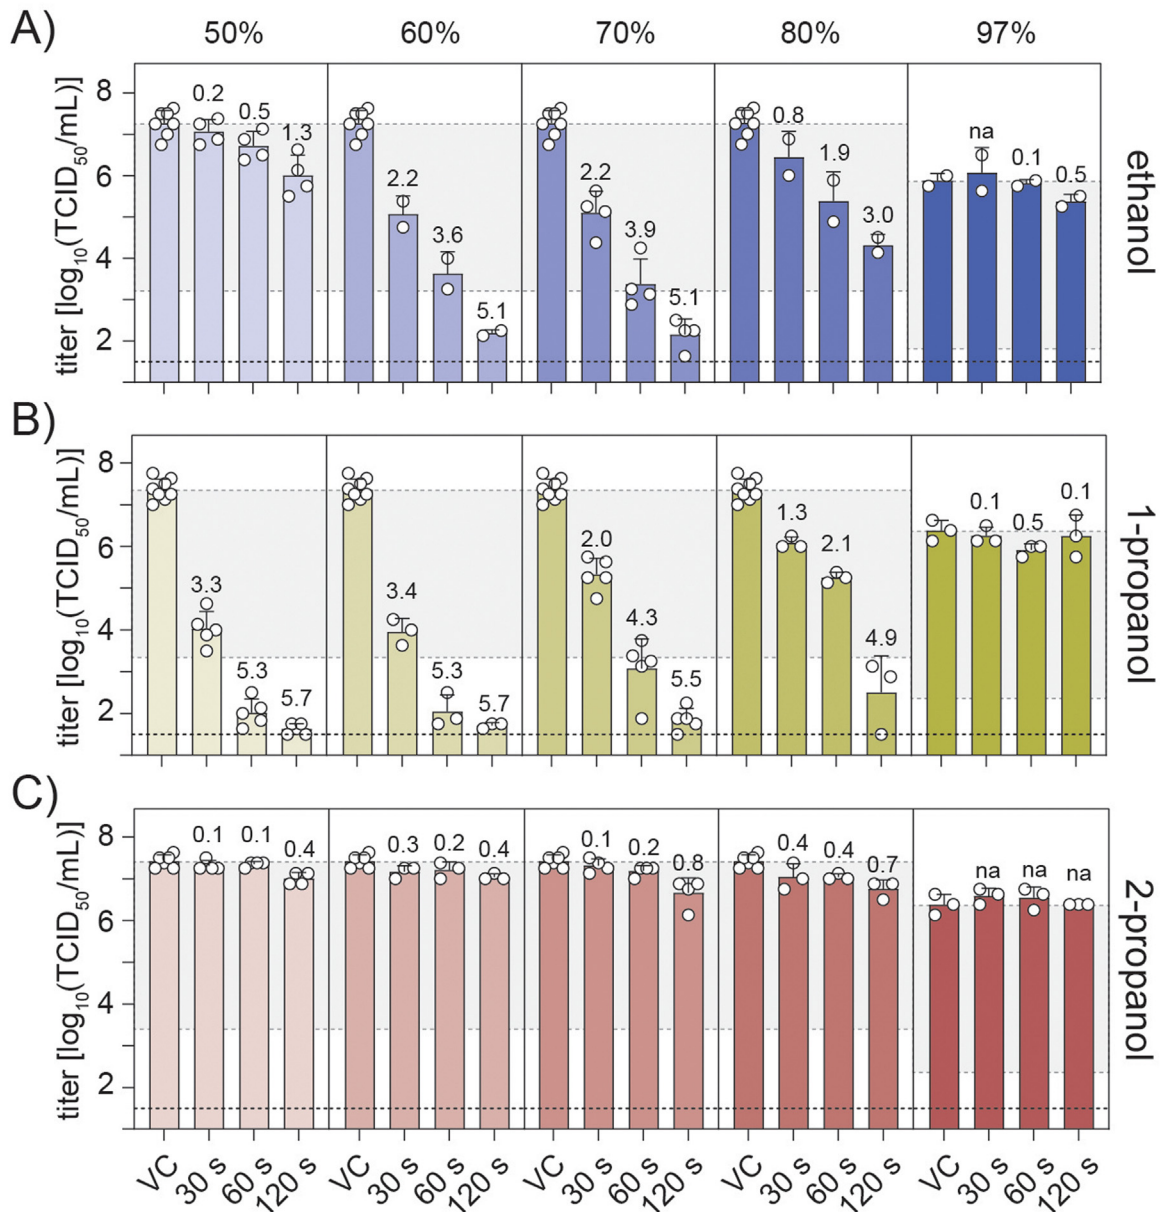 A)
50% 60% 70% 80% 97%
titer [log10(TCID50/mL)]
8
6
4
2
0.2 0.5 1.3
2.2 3.6 5.1
2.2 3.9 5.1
0.8 1.9 3.0
na 0.1 0.5
ethanol
B)
titer [log10(TCID50/mL)]
8
6
4
2
3.3 5.3 5.7
3.4 5.3 5.7
2.0 4.3 5.5
1.3 2.1 4.9
0.1 0.5 0.1
1-propanol
C)
titer [log10(TCID50/mL)]
8
6
4
2
0.1 0.1 0.4
0.3 0.2 0.4
0.1 0.2 0.8
0.4 0.4 0.7
na na na
2-propanol
VC 30 s 60 s 120 s VC 30 s 60 s 120 s VC 30 s 60 s 120 s VC 30 s 60 s 120 s VC 30 s 60 s 120 s